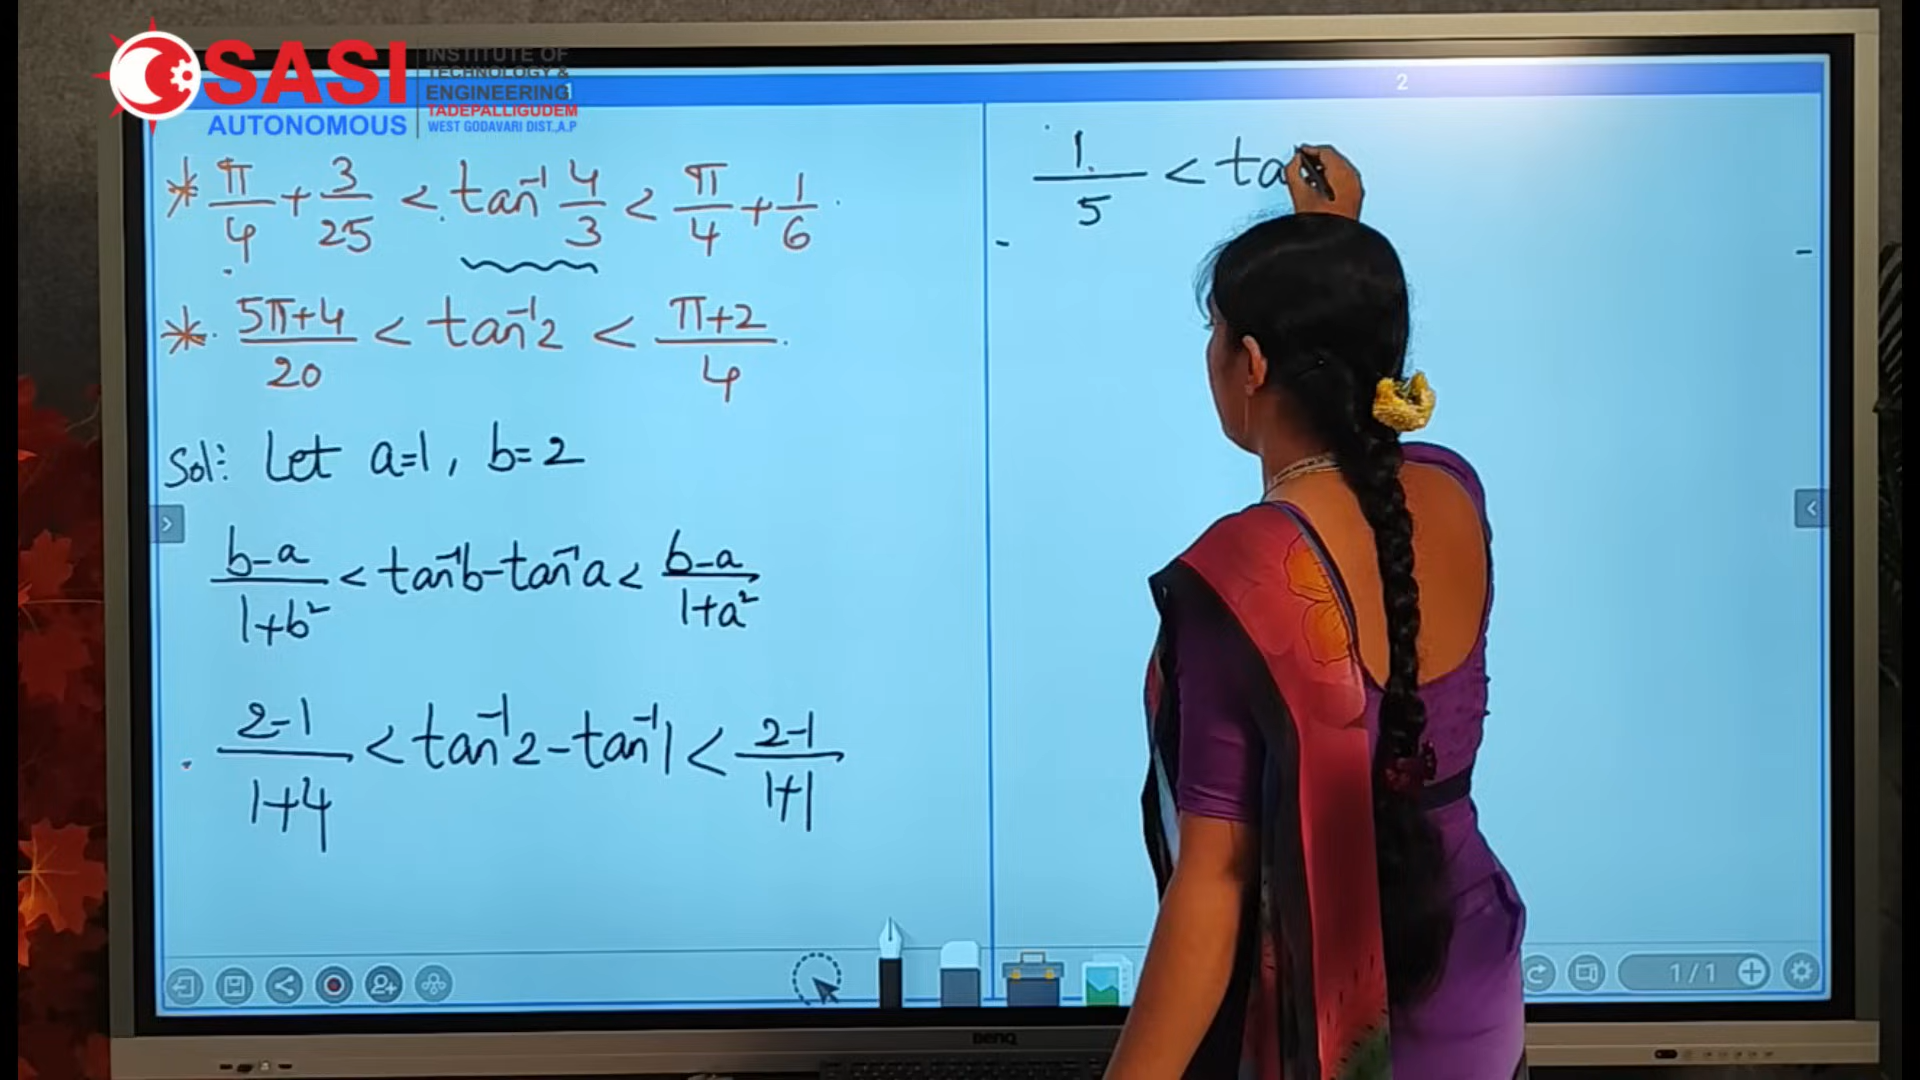 SASI
AUTONOMOUS
INSTITUTE OF
TECHNOLOGY &
ENGINEERING
TADEPALLIGUDEM
WEST GODAVARI DIST.,A.P
1
2
* π/4 + 3/25 < tan⁻¹ 4/3 < π/4 + 1/6
* (5π+4)/20 < tan⁻¹2 < (π+2)/4
Sol: Let a=1, b=2
(b-a)/(1+b²) < tan⁻¹b - tan⁻¹a < (b-a)/(1+a²)
(2-1)/(1+4) < tan⁻¹2 - tan⁻¹1 < (2-1)/(1+1)
1/5 < ta
1/1
BenQ